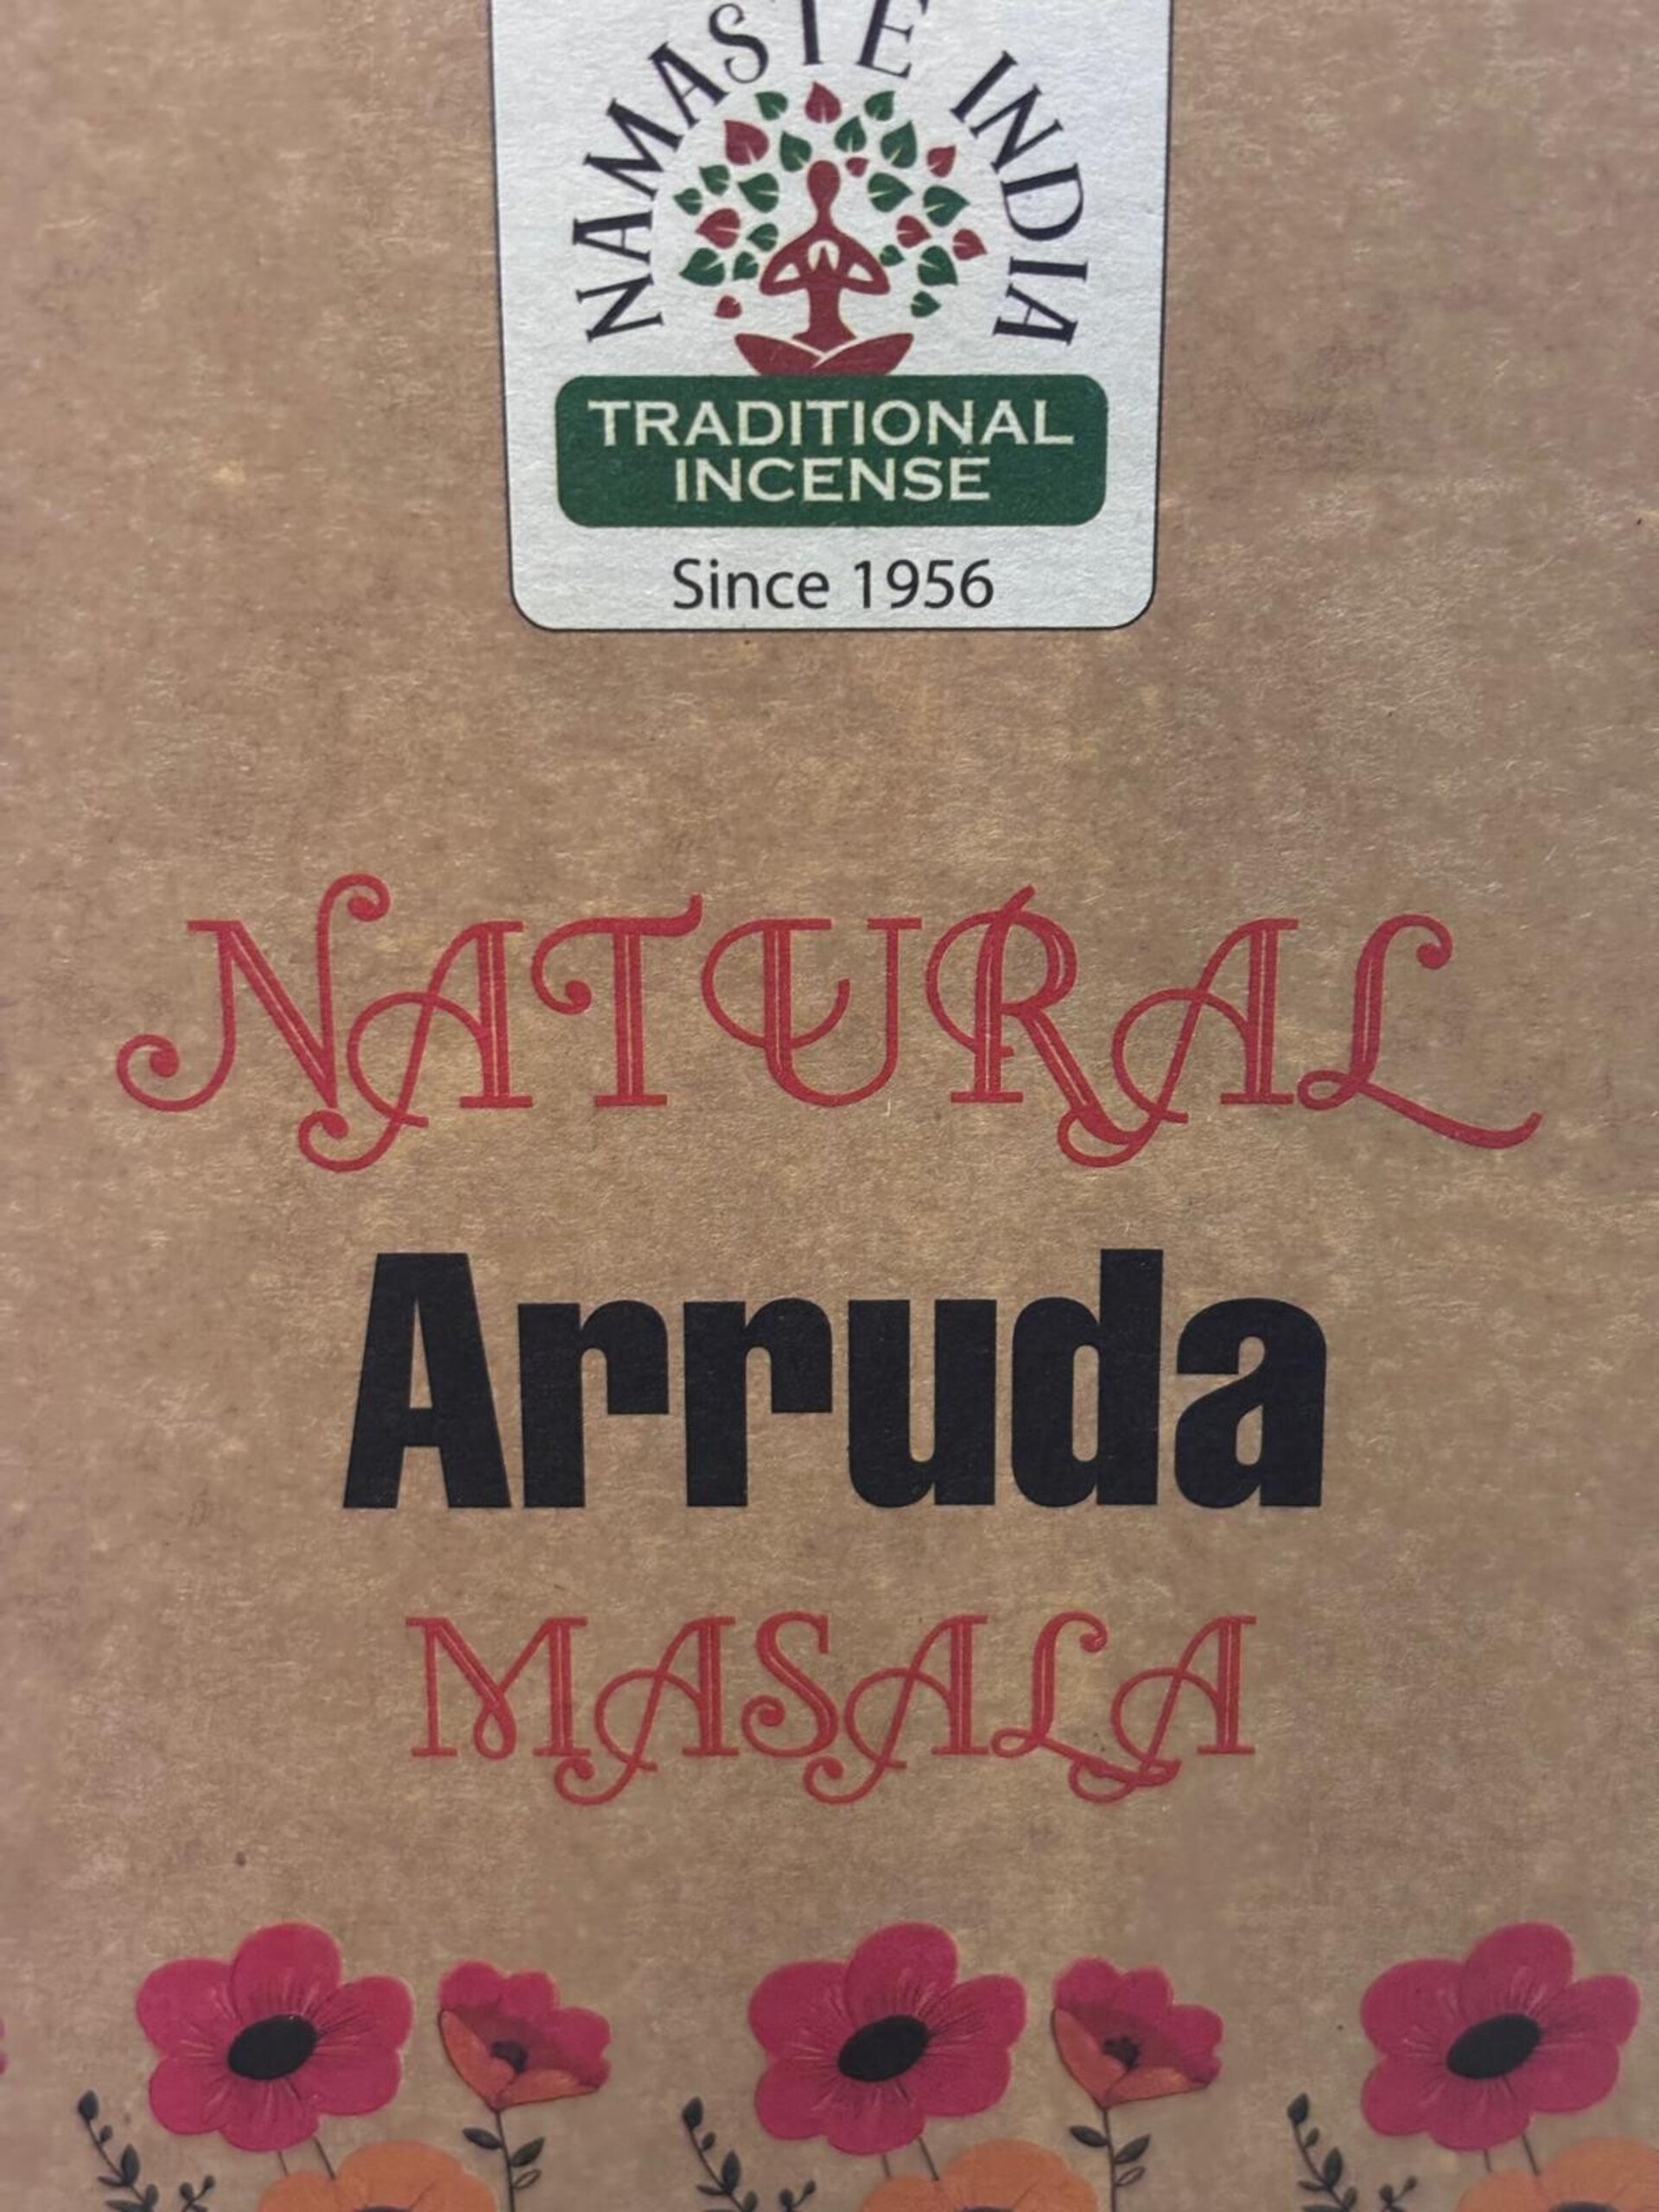 NAMASTE INDIA
TRADITIONAL
INCENSE
Since 1956
NATURAL
Arruda
MASALA